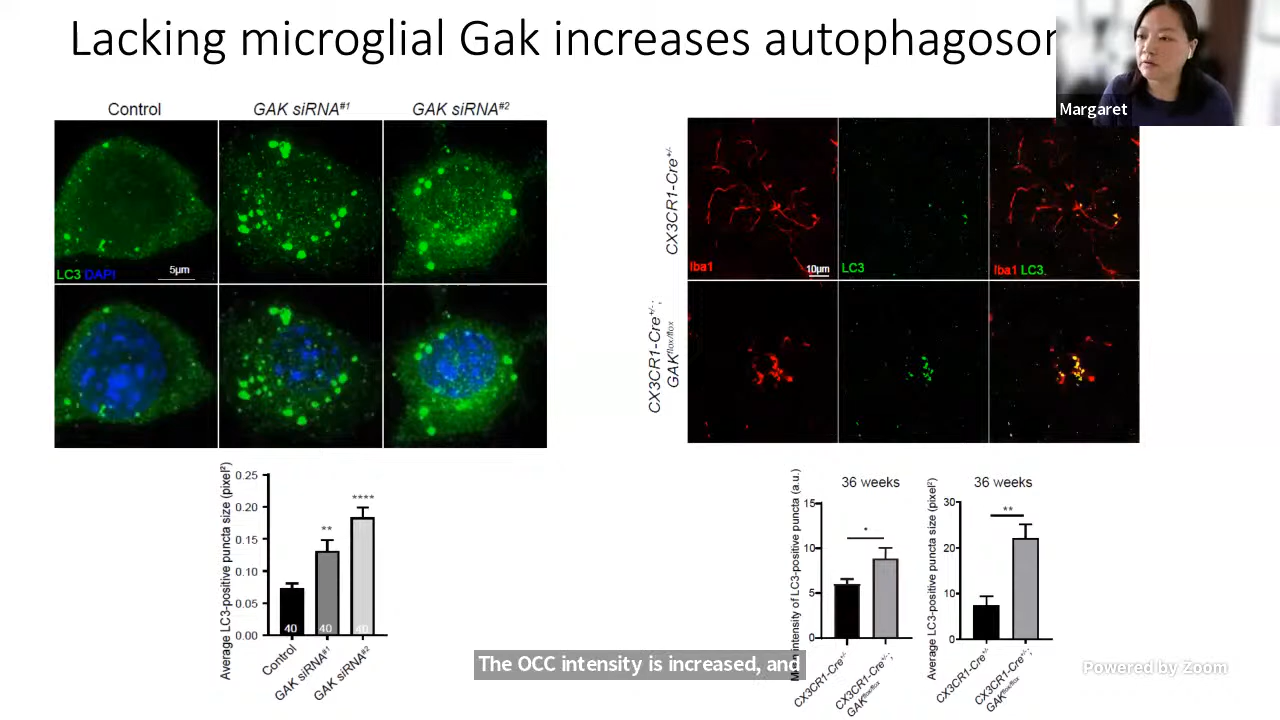 Lacking microglial Gak increases autophagosom
Margaret
Control GAK siRNA#1 GAK siRNA#2
LC3 DAPI 5μm
Average LC3-positive puncta size (pixel²)
0.25
0.20
0.15
0.10
0.05
0.00
**
****
40 40 40
Control
GAK siRNA#1
GAK siRNA#2
CX3CR1-Cre+/-
Iba1 10μm LC3 Iba1 LC3
CX3CR1-Cre+/-;
GAKflox/flox
36 weeks
intensity of LC3-positive puncta (a.u.)
15
10
5
0
*
CX3CR1-Cre+/-
CX3CR1-Cre+/-;
GAKflox/flox
36 weeks
Average LC3-positive puncta size (pixel²)
30
20
10
0
**
CX3CR1-Cre+/-
CX3CR1-Cre+/-;
GAKflox/flox
The OCC intensity is increased, and
Powered by Zoom